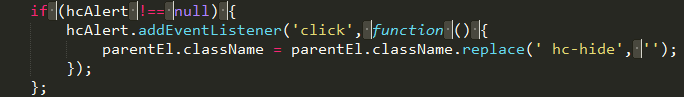 if (hcAlert !== null) {
hcAlert.addEventListener('click', function () {
parentEl.className = parentEl.className.replace(' hc-hide', '');
});
};